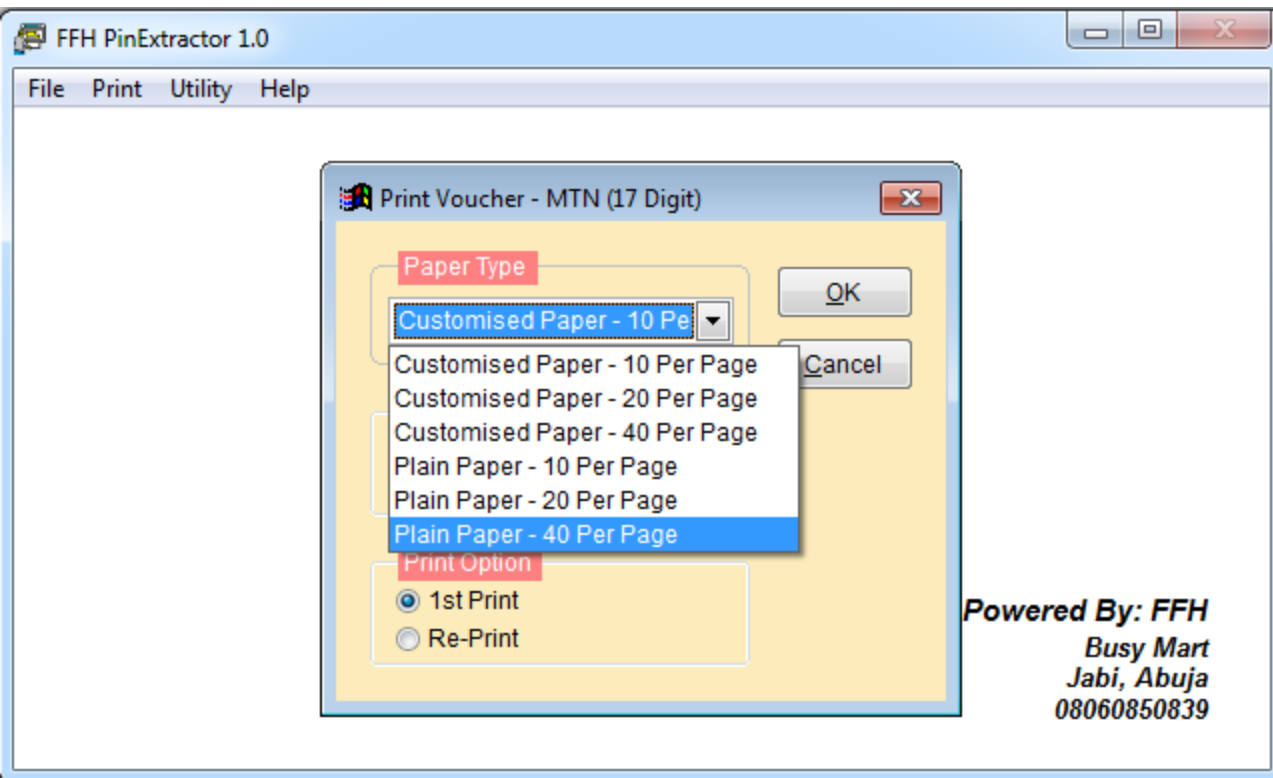 FFH PinExtractor 1.0
File Print Utility Help
Print Voucher - MTN (17 Digit)
Paper Type
Customised Paper - 10 Pe
OK
Customised Paper - 10 Per Page
Cancel
Customised Paper - 20 Per Page
Customised Paper - 40 Per Page
Plain Paper - 10 Per Page
Plain Paper - 20 Per Page
Plain Paper - 40 Per Page
Print Option
1st Print
Re-Print
Powered By: FFH
Busy Mart
Jabi, Abuja
08060850839